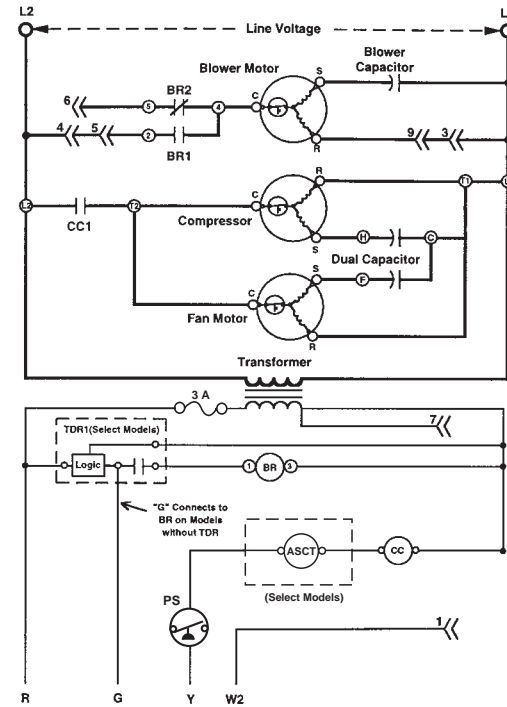 L2
L
Line Voltage
Blower
Capacitor
Blower Motor
S
BR2
6
5
4
C
4
5
2
R
9
3
BR1
R
T1
L
L2
T2
C
CC1
Compressor
S
H
C
Dual Capacitor
S
C
F
Fan Motor
R
Transformer
3 A
7
TDR1(Select Models)
Logic
1
BR
3
"G" Connects to
BR on Models
without TDR
ASCT
CC
(Select Models)
PS
1
R
G
Y
W2